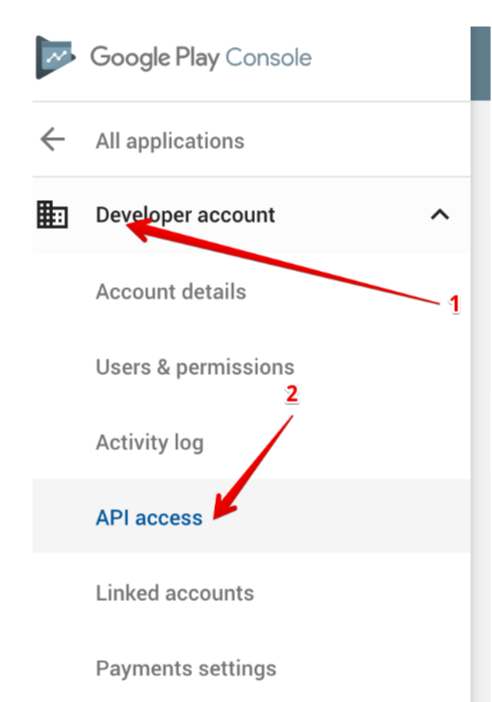 Google Play Console
All applications
Developer account
1
Account details
Users & permissions
2
Activity log
API access
Linked accounts
Payments settings